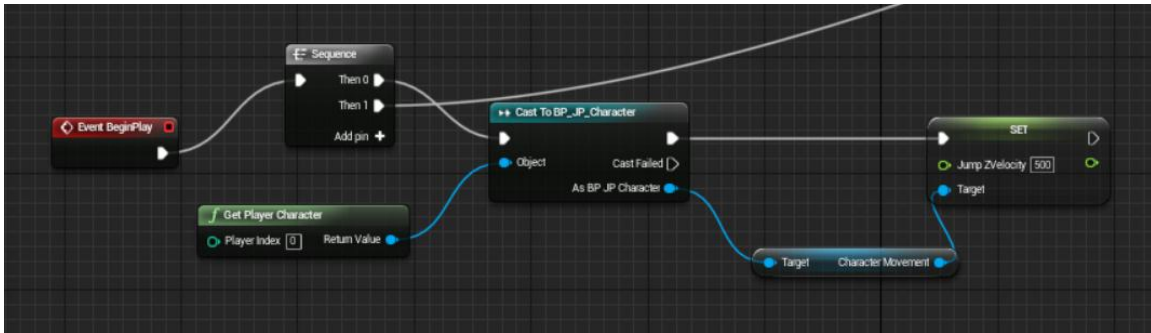 Sequence
Then 0
Then 1
Add pin +
Event BeginPlay
Cast To BP_JP_Character
Object
Cast Failed
As BP JP Character
SET
Jump ZVelocity 500
Target
f Get Player Character
Player Index 0 Return Value
Target Character Movement